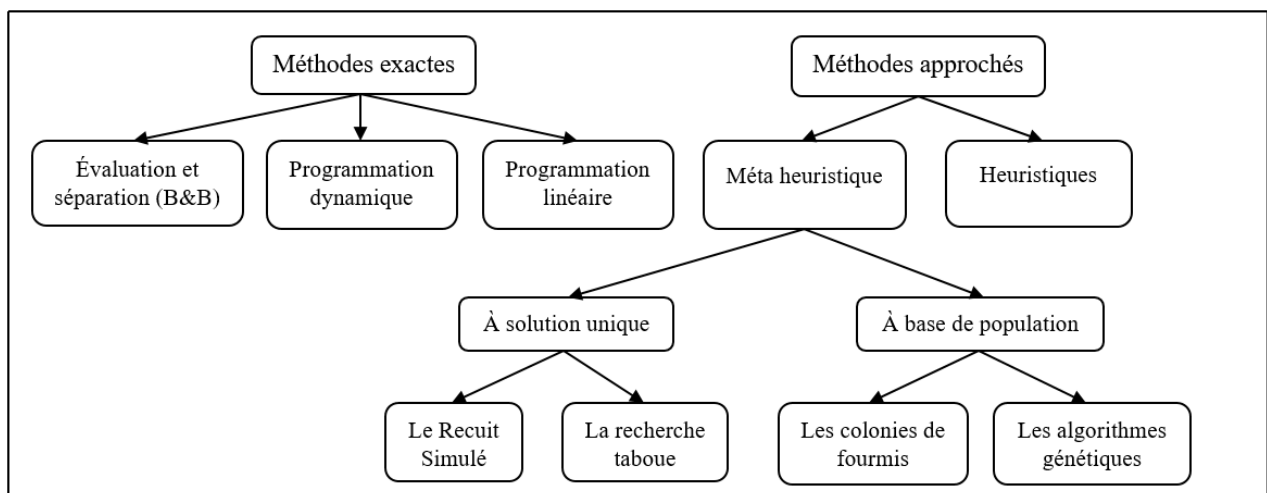 Méthodes exactes
Méthodes approchés
Évaluation et
séparation (B&B)
Programmation
dynamique
Programmation
linéaire
Méta heuristique
Heuristiques
À solution unique
À base de population
Le Recuit
Simulé
La recherche
taboue
Les colonies de
fourmis
Les algorithmes
génétiques